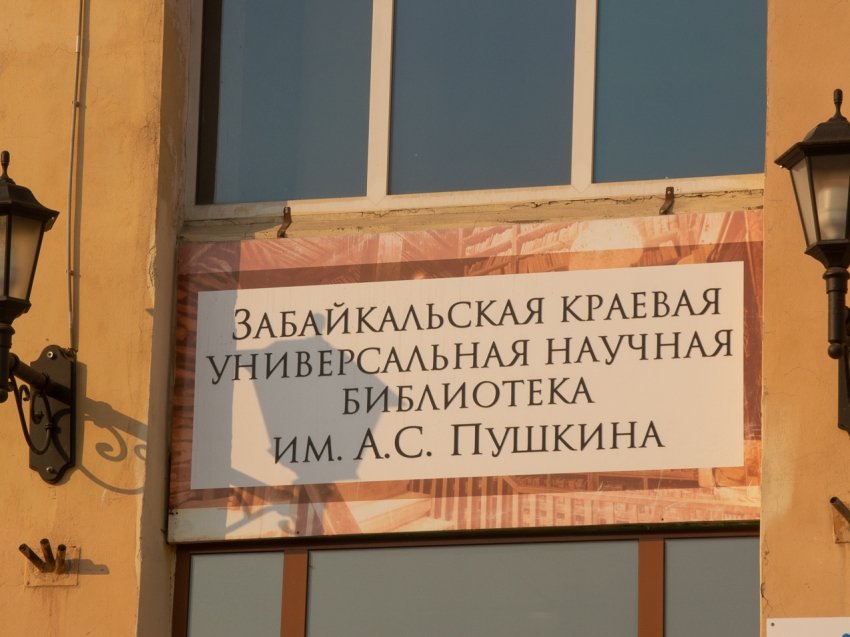 Забайкальская краевая
универсальная научная
библиотека
им. А.С. Пушкина